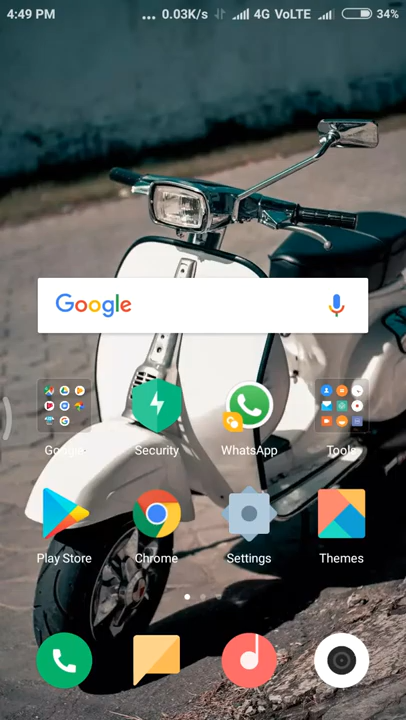 4:49 PM ... 0.03K/s 4G VoLTE 34%
Google
Google Security WhatsApp Tools
Play Store Chrome Settings Themes